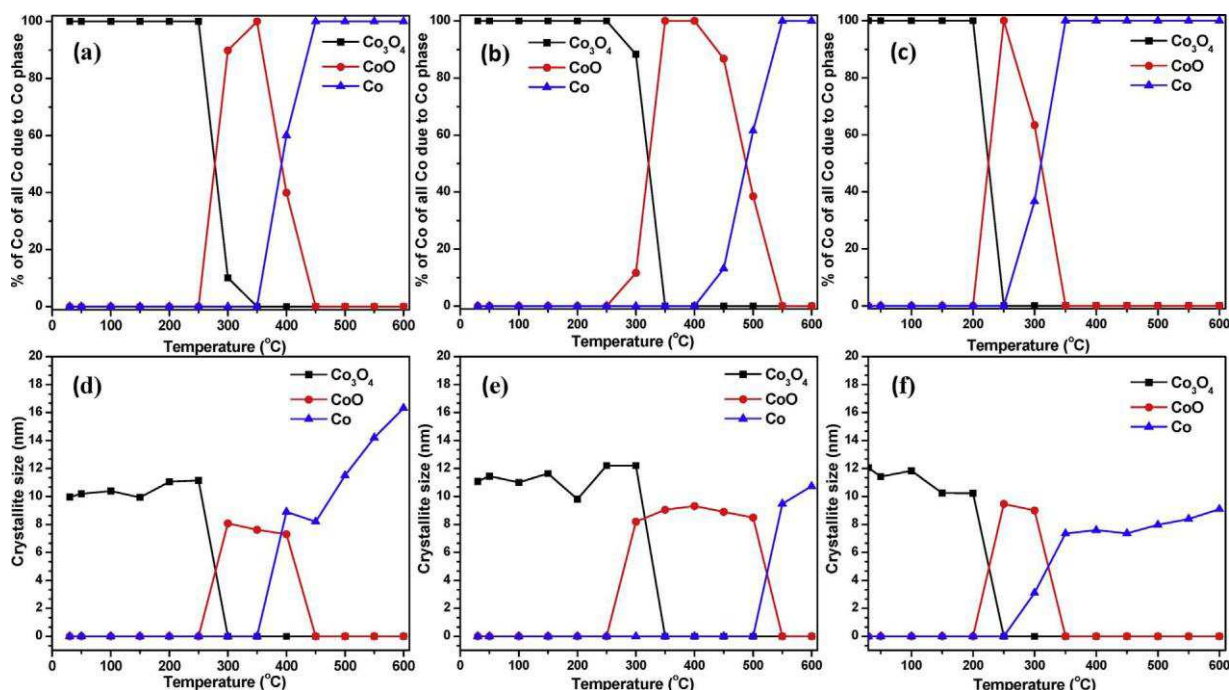 (a)
Co₃O₄
CoO
Co
% of Co of all Co due to Co phase
100
80
60
40
20
0
0 100 200 300 400 500 600
Temperature (°C)
(b)
Co₃O₄
CoO
Co
% of Co of all Co due to Co phase
100
80
60
40
20
0
0 100 200 300 400 500 600
Temperature (°C)
(c)
Co₃O₄
CoO
Co
% of Co of all Co due to Co phase
100
80
60
40
20
0
100 200 300 400 500 600
Temperature (°C)
(d)
Co₃O₄
CoO
Co
Crystallite size (nm)
20
18
16
14
12
10
8
6
4
2
0
0 100 200 300 400 500 600
Temperature (°C)
(e)
Co₃O₄
CoO
Co
Crystallite size (nm)
20
18
16
14
12
10
8
6
4
2
0
0 100 200 300 400 500 600
Temperature (°C)
(f)
Co₃O₄
CoO
Co
Crystallite size (nm)
20
18
16
14
12
10
8
6
4
2
0
100 200 300 400 500 600
Temperature (°C)